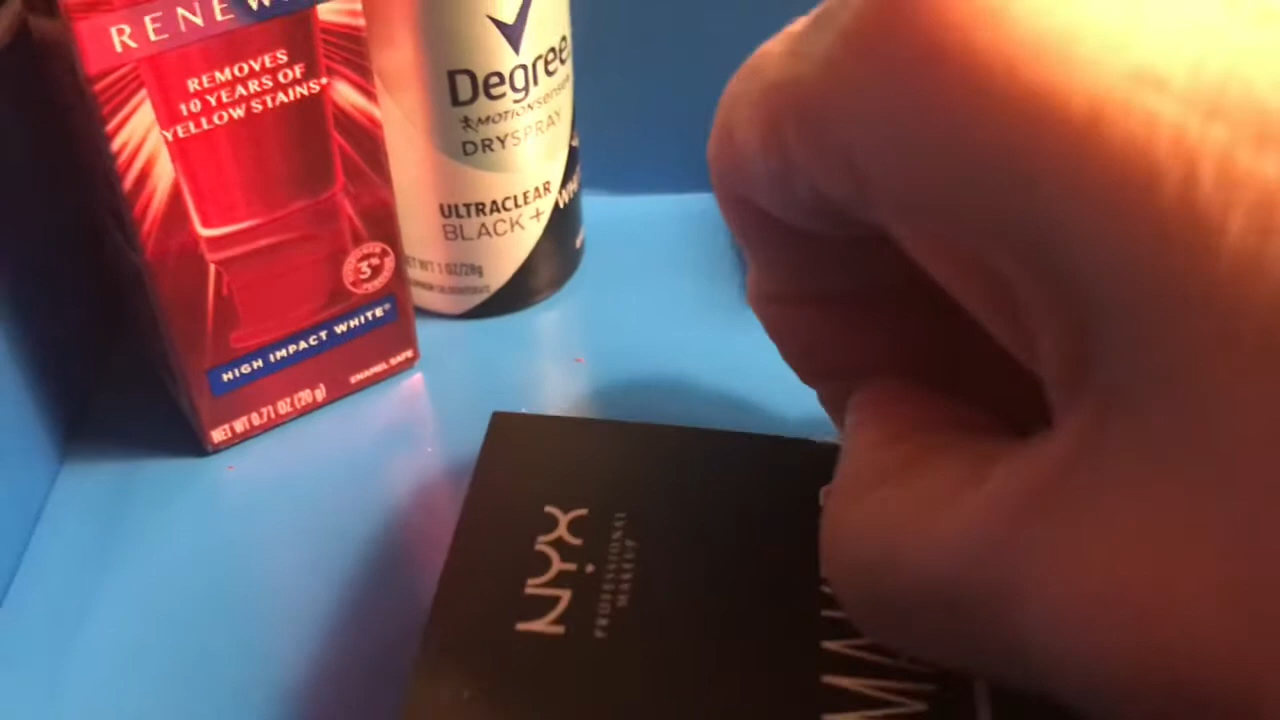 RENEW
REMOVES
10 YEARS OF
YELLOW STAINS*
3%
HIGH IMPACT WHITE*
ENAMEL SAFE
NET WT 0.71 OZ (20 g)
Degree
MOTIONsense
DRYSPRAY
ULTRACLEAR
BLACK +
NET WT 1 OZ/28g
NYX
PROFESSIONAL
MAKEUP